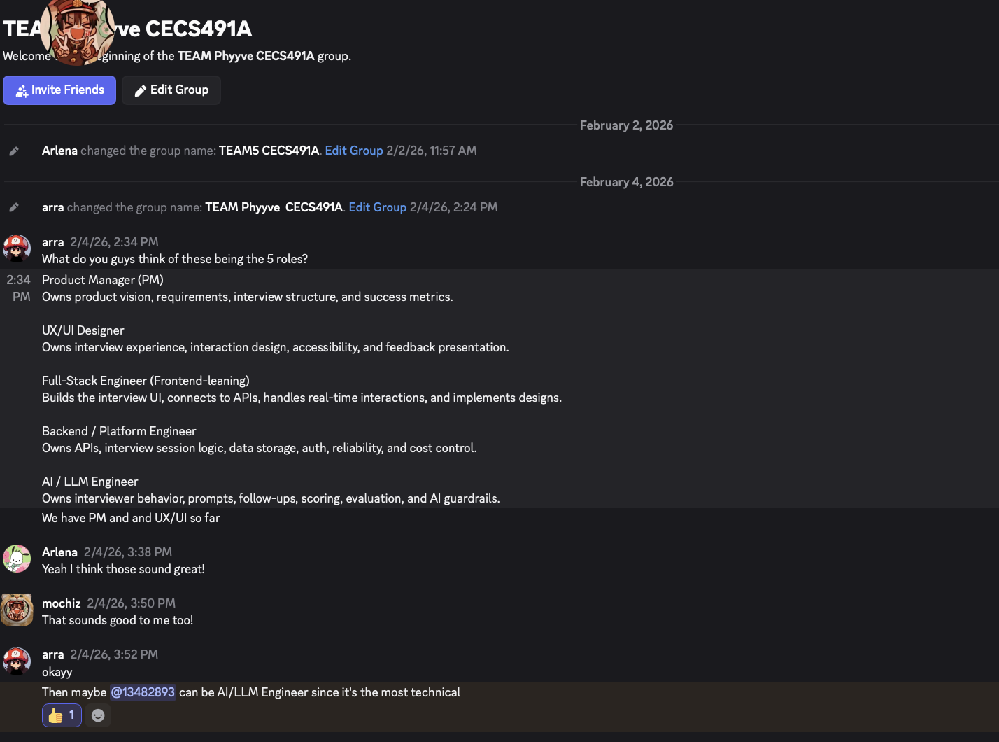 TEA yve CECS491A
Welcome ginning of the TEAM Phyyve CECS491A group.
Invite Friends
Edit Group
February 2, 2026
Arlena changed the group name: TEAM5 CECS491A. Edit Group 2/2/26, 11:57 AM
February 4, 2026
arra changed the group name: TEAM Phyyve  CECS491A. Edit Group 2/4/26, 2:24 PM
arra 2/4/26, 2:34 PM
What do you guys think of these being the 5 roles?
2:34 PM
Product Manager (PM)
Owns product vision, requirements, interview structure, and success metrics.
UX/UI Designer
Owns interview experience, interaction design, accessibility, and feedback presentation.
Full-Stack Engineer (Frontend-leaning)
Builds the interview UI, connects to APIs, handles real-time interactions, and implements designs.
Backend / Platform Engineer
Owns APIs, interview session logic, data storage, auth, reliability, and cost control.
AI / LLM Engineer
Owns interviewer behavior, prompts, follow-ups, scoring, evaluation, and AI guardrails.
We have PM and and UX/UI so far
Arlena 2/4/26, 3:38 PM
Yeah I think those sound great!
mochiz 2/4/26, 3:50 PM
That sounds good to me too!
arra 2/4/26, 3:52 PM
okayy
Then maybe @13482893 can be AI/LLM Engineer since it's the most technical
1